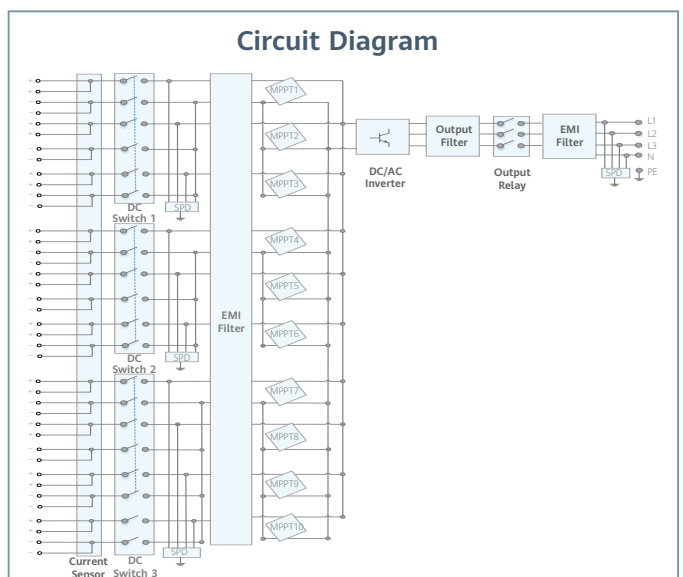 Circuit Diagram
MPPT1
MPPT2
MPPT3
SPD
DC
Switch 1
MPPT4
MPPT5
MPPT6
SPD
DC
Switch 2
MPPT7
MPPT8
MPPT9
MPPT10
SPD
Current
Sensor
DC
Switch 3
EMI
Filter
DC/AC
Inverter
Output
Filter
Output
Relay
EMI
Filter
L1
L2
L3
N
SPD
PE